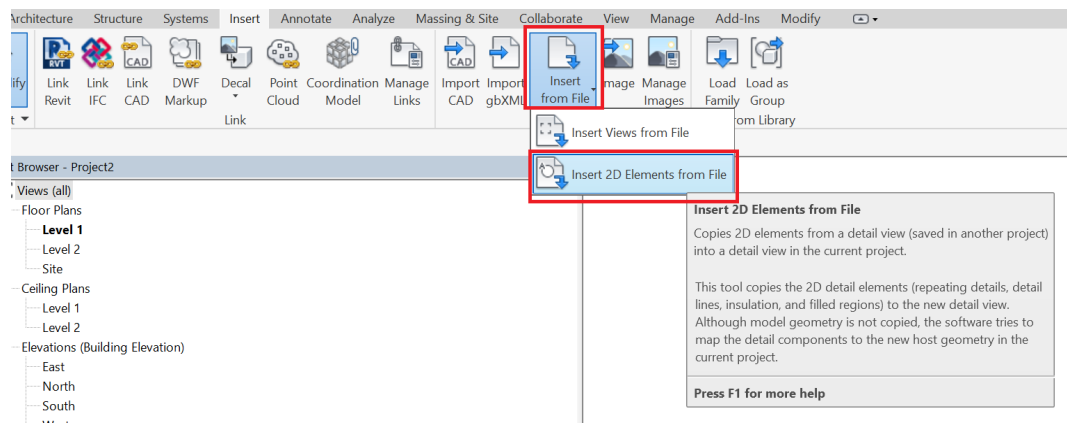 Architecture Structure Systems Insert Annotate Analyze Massing & Site Collaborate View Manage Add-Ins Modify
RVT CAD CAD
ify Link Link Link DWF Decal Point Coordination Manage Import Import Insert Image Manage Load Load as
Revit IFC CAD Markup Cloud Model Links CAD gbXML from File Images Family Group
t Link om Library
Insert Views from File
Insert 2D Elements from File
t Browser - Project2
Views (all)
Floor Plans
Level 1
Level 2
Site
Ceiling Plans
Level 1
Level 2
Elevations (Building Elevation)
East
North
South
Insert 2D Elements from File
Copies 2D elements from a detail view (saved in another project)
into a detail view in the current project.
This tool copies the 2D detail elements (repeating details, detail
lines, insulation, and filled regions) to the new detail view.
Although model geometry is not copied, the software tries to
map the detail components to the new host geometry in the
current project.
Press F1 for more help